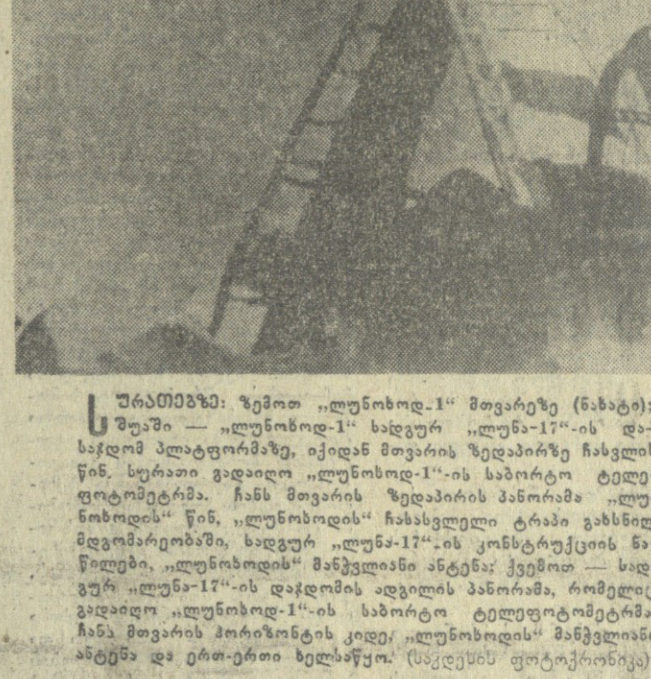 სურათებზე: ზემოთ „ლუნოხოდ-1“ მთვარეზე (ნახატი);
შუაში — „ლუნოხოდ-1“ სადგურ „ლუნა-17“-ის და-
საჯდომ პლატფორმაზე, იქიდან მთვარის ზედაპირზე ჩასვლის
წინ. სურათი გადაიღო „ლუნოხოდ-1“-ის საბორტო ტელე-
ფოტომეტრმა. ჩანს მთვარის ზედაპირის პანორამა „ლუ-
ნოხოდის“ წინ, „ლუნოხოდის“ ჩასასვლელი ტრაპი გახსნილ
მდგომარეობაში, სადგურ „ლუნა-17“-ის კონსტრუქციის ნა-
წილები, „ლუნოხოდის“ მახვილიანი ანტენა; ქვემოთ — სად-
გურ „ლუნა-17“-ის დაჯდომის ადგილის პანორამა, რომელიც
გადაიღო „ლუნოხოდ-1“-ის საბორტო ტელეფოტომეტრმა.
ჩანს მთვარის ჰორიზონტის კიდე, „ლუნოხოდის“ მახვილიანი
ანტენა და ერთ-ერთი ხელსაწყო. (საკდესის ფოტოქრონიკა)